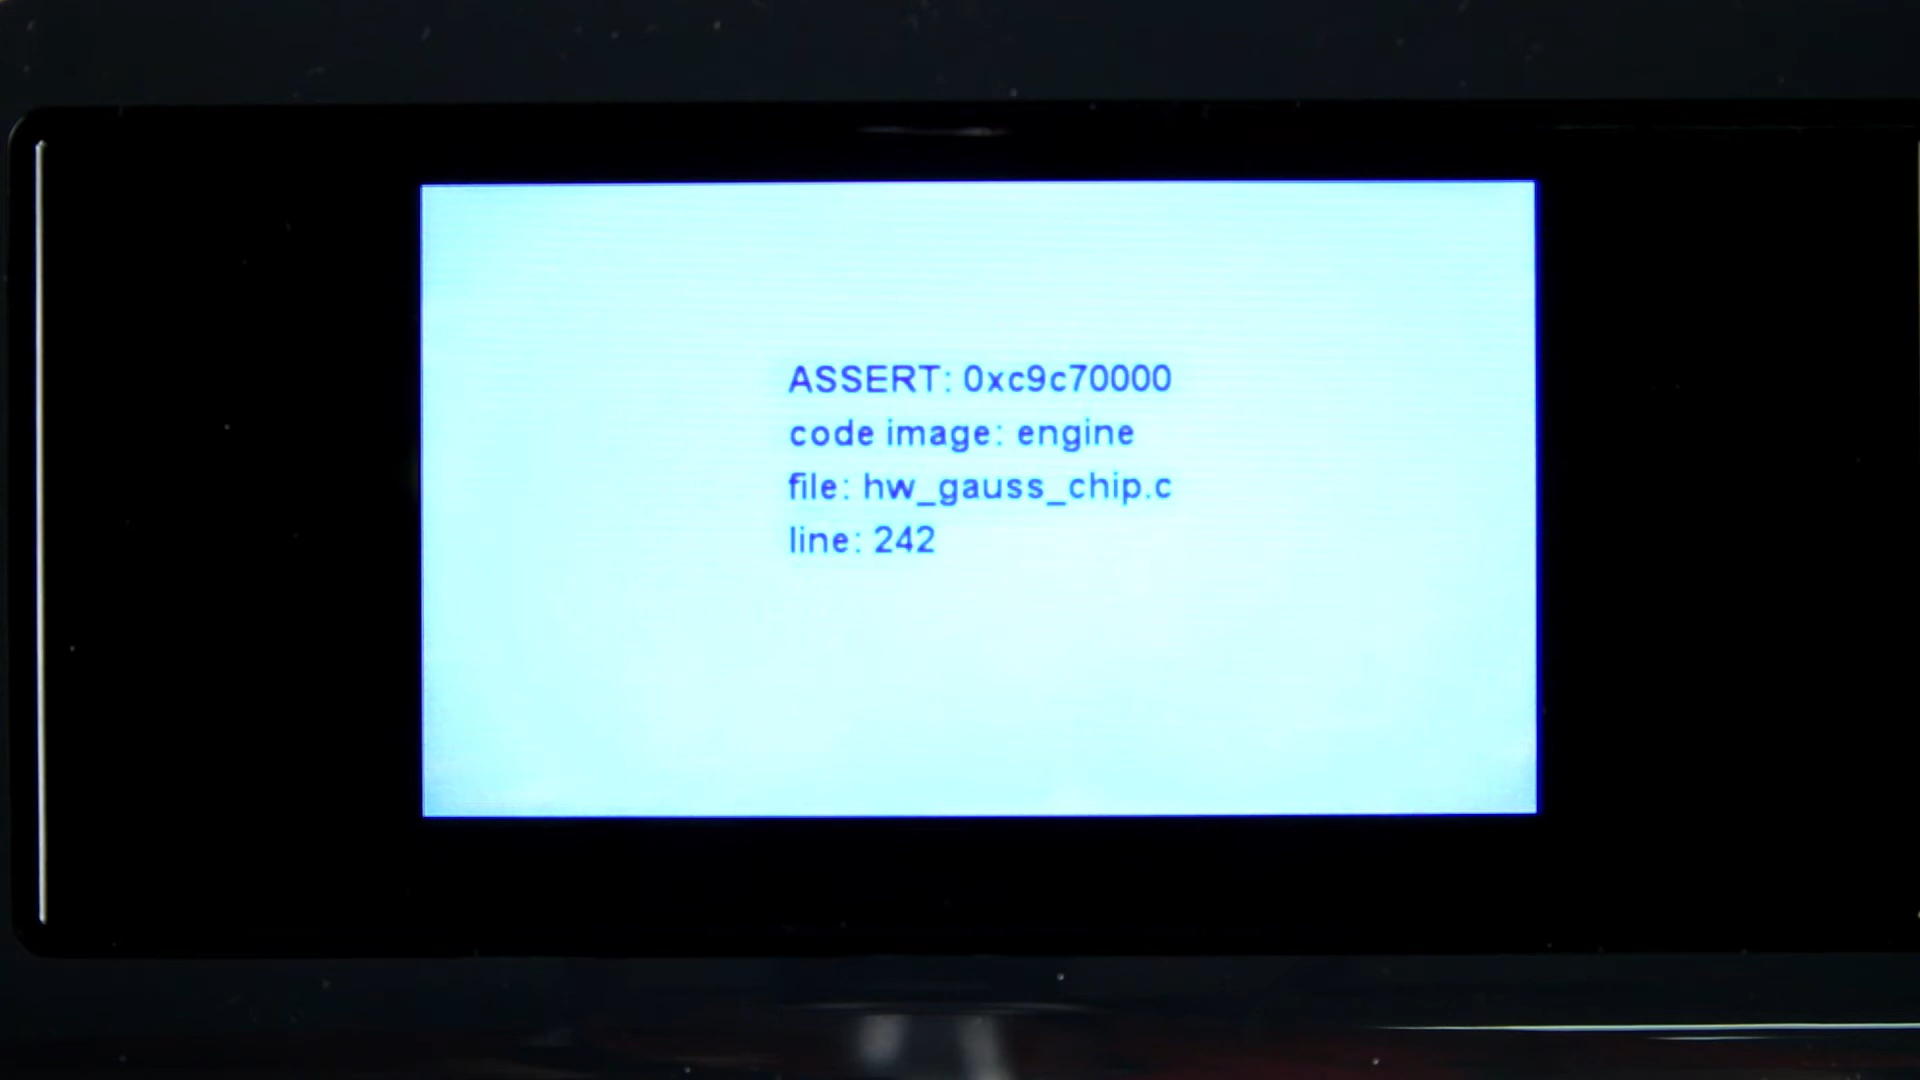 ASSERT: 0xc9c70000
code image: engine
file: hw_gauss_chip.c
line: 242